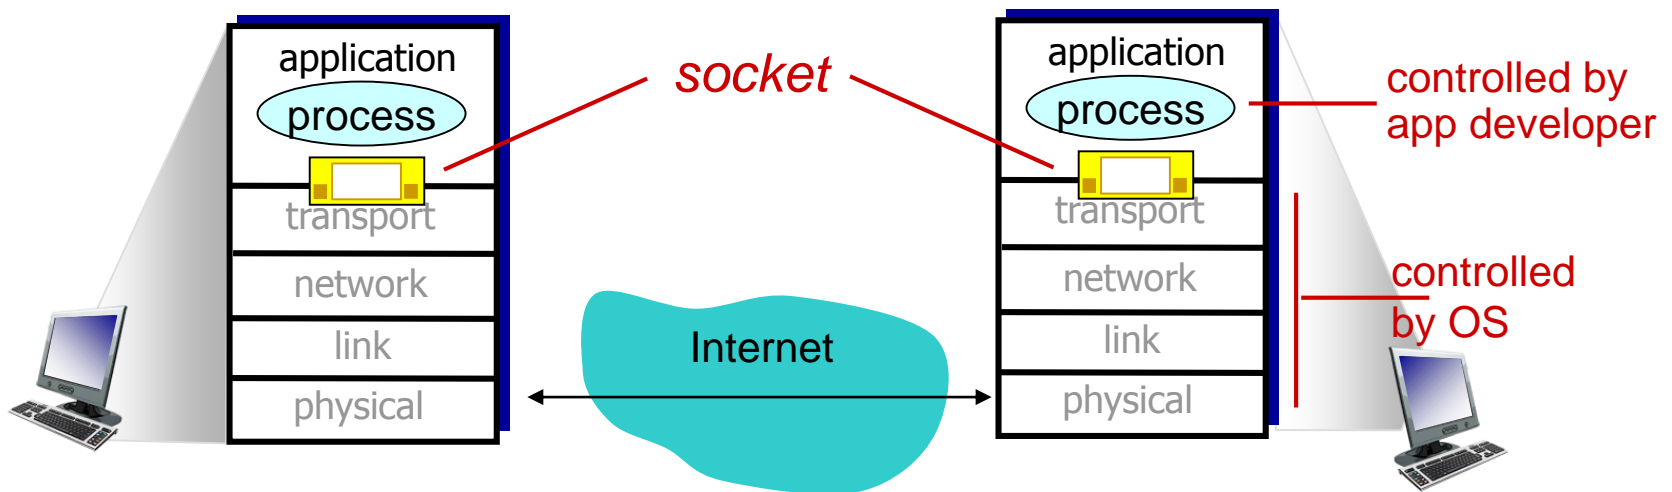 application
process
transport
network
link
physical
socket
Internet
application
process
transport
network
link
physical
controlled by
app developer
controlled
by OS